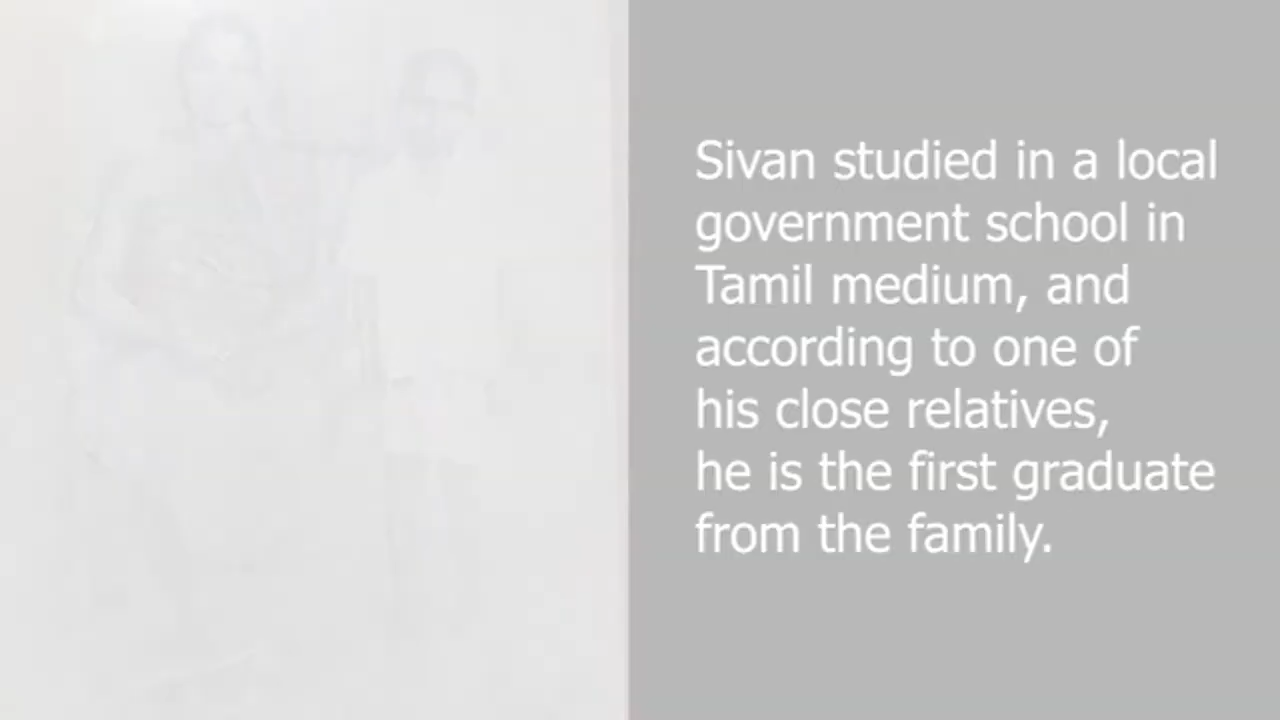 Sivan studied in a local
government school in
Tamil medium, and
according to one of
his close relatives,
he is the first graduate
from the family.